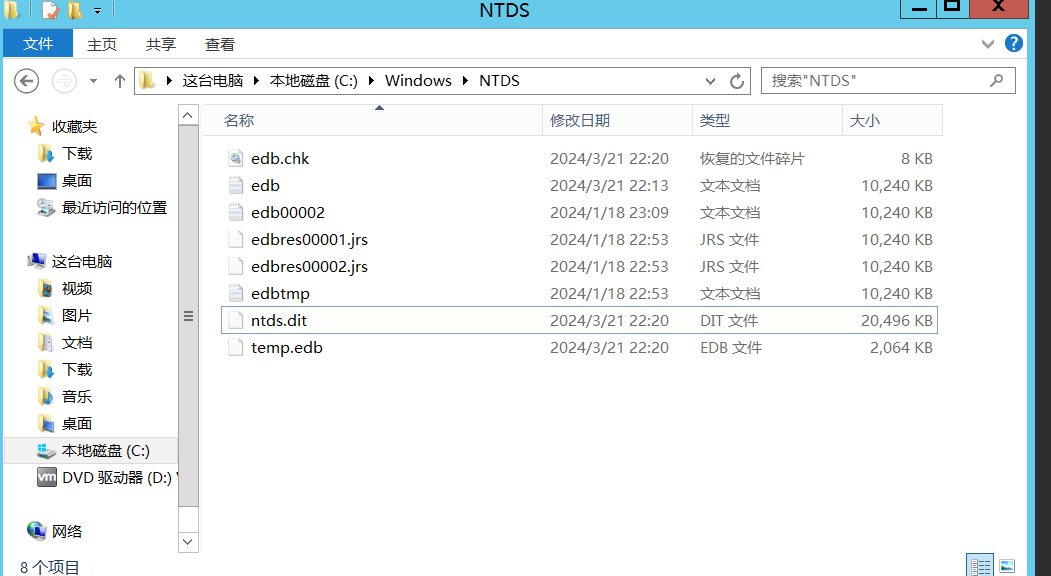 NTDS
文件 主页 共享 查看
这台电脑 本地磁盘 (C:) Windows NTDS 搜索"NTDS"
收藏夹
下载
桌面
最近访问的位置
这台电脑
视频
图片
文档
下载
音乐
桌面
本地磁盘 (C:)
vm DVD 驱动器 (D:)
网络
名称 修改日期 类型 大小
edb.chk 2024/3/21 22:20 恢复的文件碎片 8 KB
edb 2024/3/21 22:13 文本文档 10,240 KB
edb00002 2024/1/18 23:09 文本文档 10,240 KB
edbres00001.jrs 2024/1/18 22:53 JRS 文件 10,240 KB
edbres00002.jrs 2024/1/18 22:53 JRS 文件 10,240 KB
edbtmp 2024/1/18 22:53 文本文档 10,240 KB
ntds.dit 2024/3/21 22:20 DIT 文件 20,496 KB
temp.edb 2024/3/21 22:20 EDB 文件 2,064 KB
8 个项目